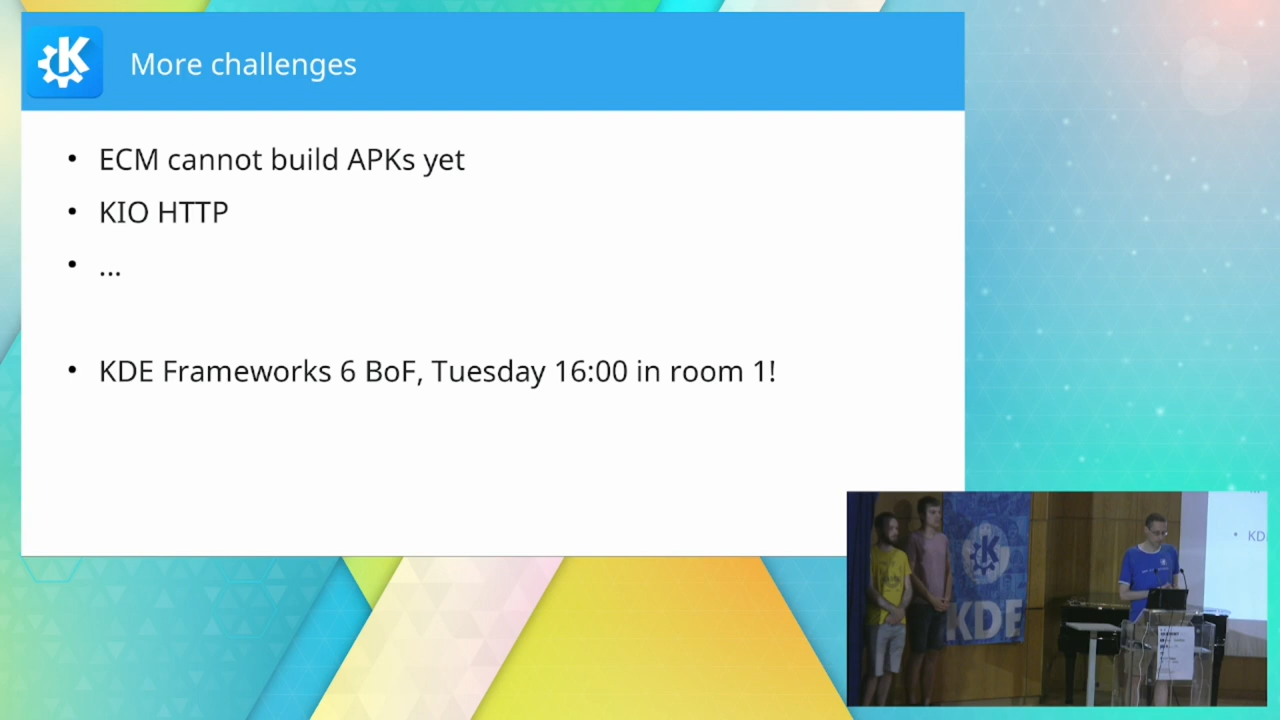 More challenges
• ECM cannot build APKs yet
• KIO HTTP
• ...
• KDE Frameworks 6 BoF, Tuesday 16:00 in room 1!
KDE
• KD